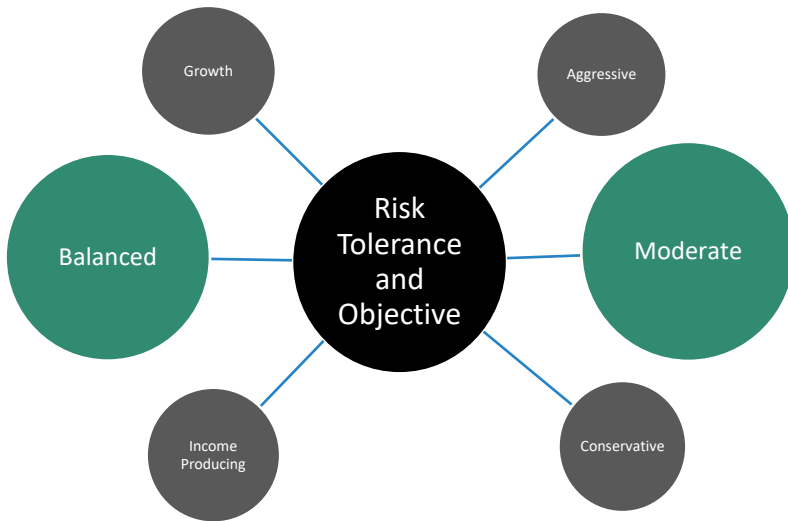 Growth
Aggressive
Risk
Tolerance
and
Objective
Balanced
Moderate
Income
Producing
Conservative